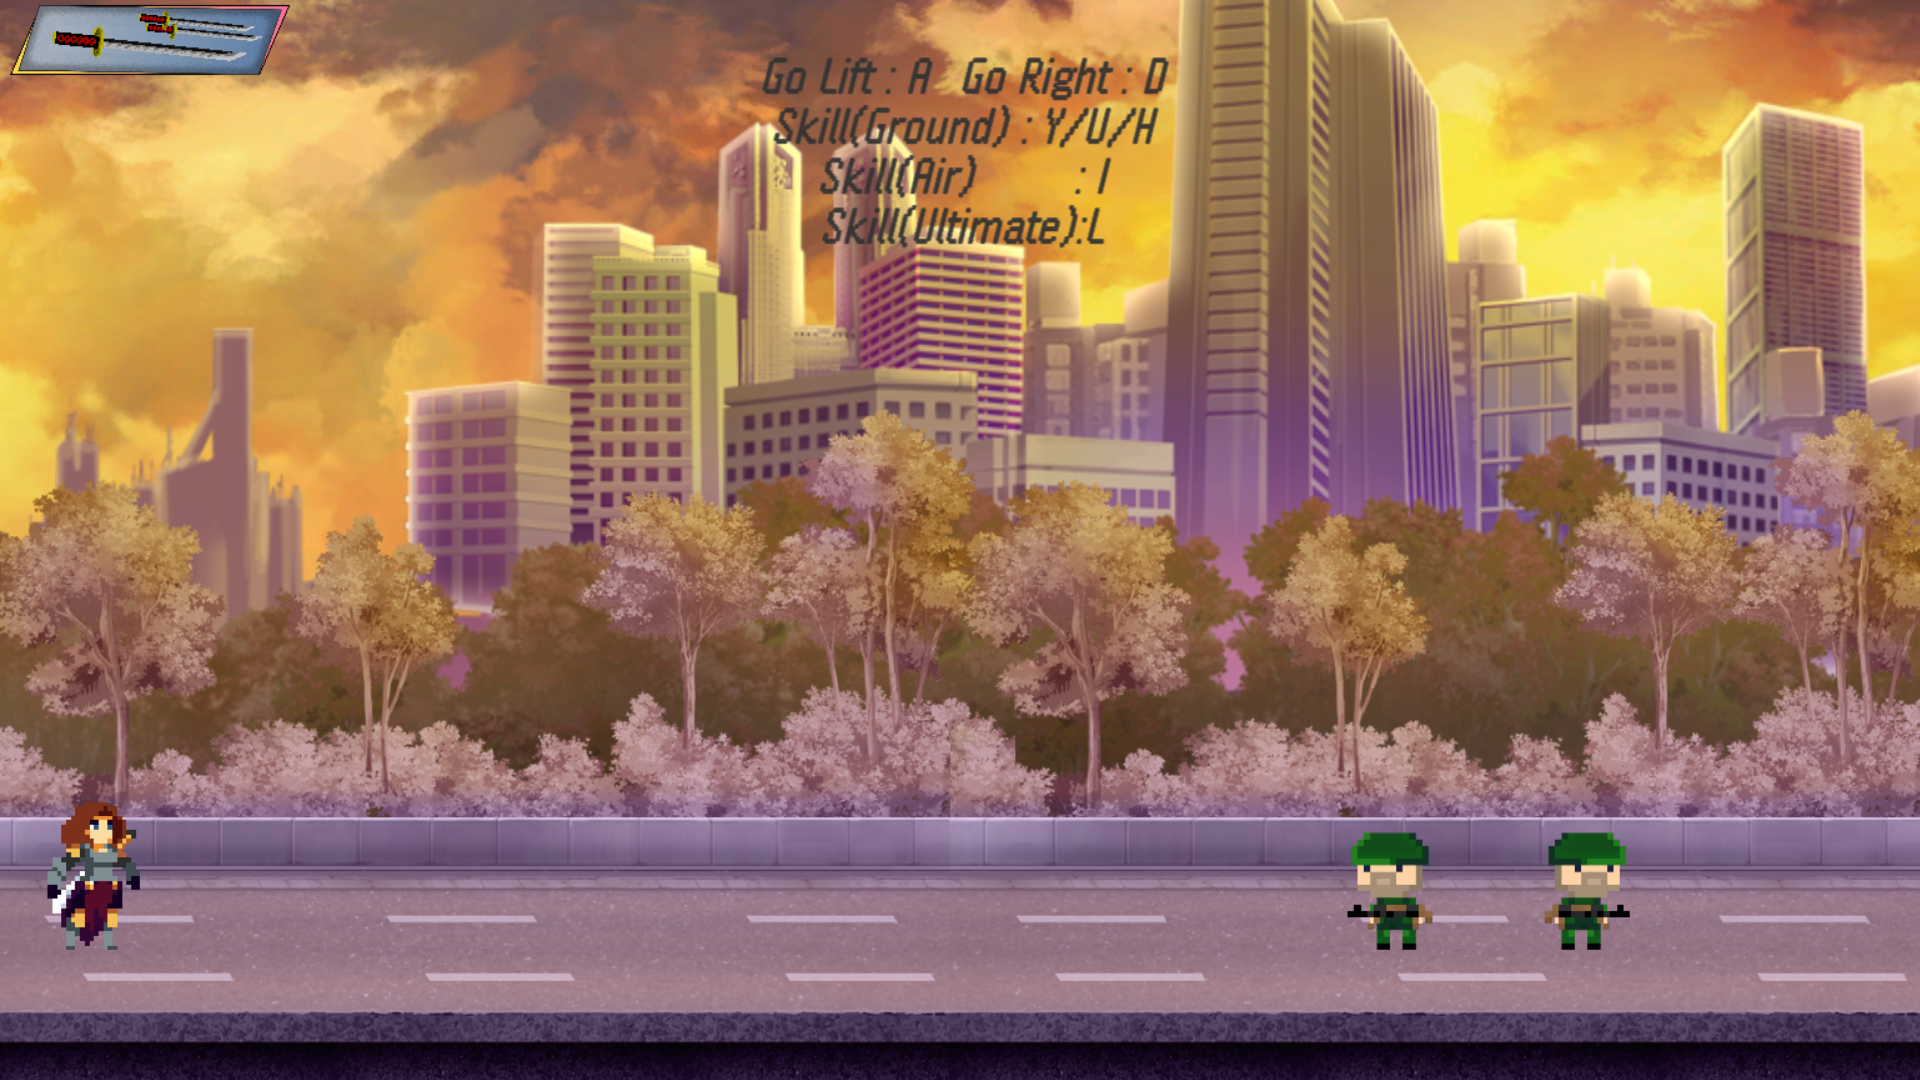 Go Lift : A Go Right : D
Skill(Ground) : Y/U/H
Skill(Air) : I
Skill(Ultimate):L